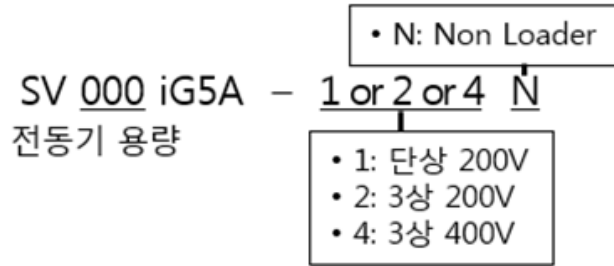 • N: Non Loader
SV 000 iG5A – 1 or 2 or 4 N
전동기 용량
• 1: 단상 200V
• 2: 3상 200V
• 4: 3상 400V